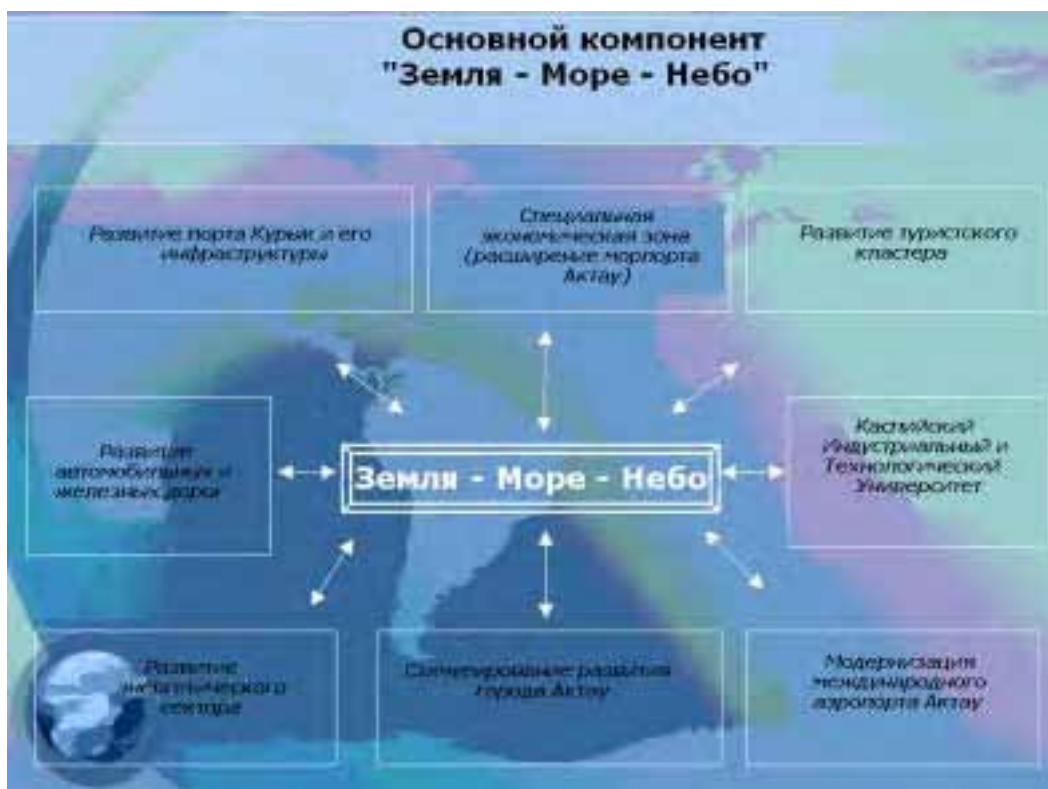 Основной компонент
"Земля - Море - Небо"
Развитие порта Курык и его
инфраструктуры
Специальная
экономическая зона
(расширение морпорта
Актау)
Развитие туристского
кластера
Развитие
автомобильных и
железных дорог
Земля - Море - Небо
Каспийский
Индустриальный и
Технологический
Университет
Развитие
сектора
развития
города Актау
Модернизация
международного
аэропорта Актау